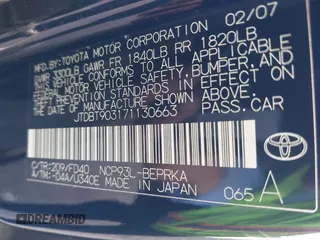 MFD. BY: TOYOTA MOTOR CORPORATION 02/07
GVWR 3300LB GAWR FR 1840LB RR 1820LB
THIS VEHICLE CONFORMS TO ALL APPLICABLE
FEDERAL MOTOR VEHICLE SAFETY, BUMPER, AND
THEFT PREVENTION STANDARDS IN EFFECT ON
THE DATE OF MANUFACTURE SHOWN ABOVE.
JTDBT903171130663 PASS.CAR
C/TR:209/FD40 NCP93L-BEPRKA
A/TM:-04A/U340E MADE IN JAPAN 065A
TOYOTA
DREAMBID